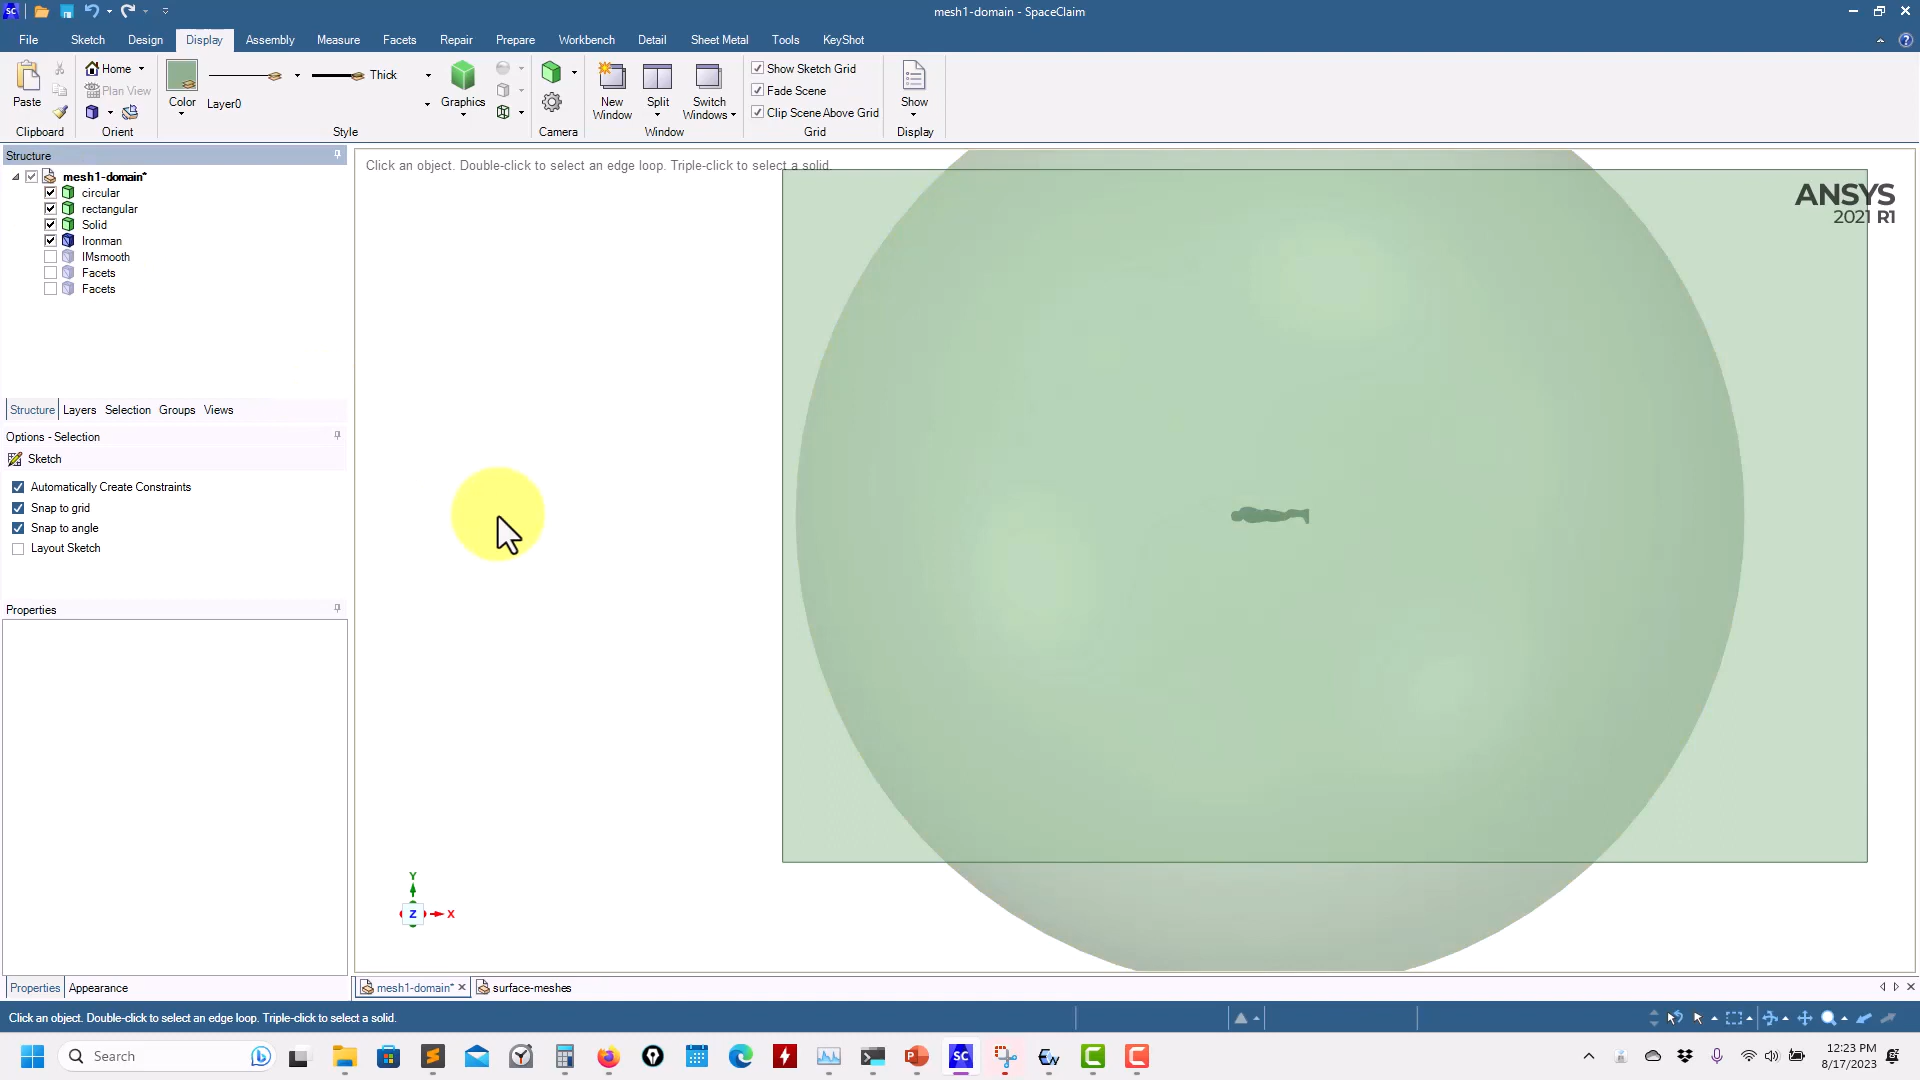 mesh1-domain - SpaceClaim
File Sketch Design Display Assembly Measure Facets Repair Prepare Workbench Detail Sheet Metal Tools KeyShot
Paste
Home
Plan View
Color
Layer0
Thick
Graphics
New
Window
Split
Switch
Windows
Show Sketch Grid
Fade Scene
Clip Scene Above Grid
Show
Clipboard Orient Style Camera Window Grid Display
Structure
mesh1-domain*
circular
rectangular
Solid
Ironman
IMsmooth
Facets
Facets
Structure Layers Selection Groups Views
Options - Selection
Sketch
Automatically Create Constraints
Snap to grid
Snap to angle
Layout Sketch
Properties
Properties Appearance
Click an object. Double-click to select an edge loop. Triple-click to select a solid.
ANSYS
2021 R1
Y
Z
X
mesh1-domain* surface-meshes
Click an object. Double-click to select an edge loop. Triple-click to select a solid.
Search
SC
12:23 PM
8/17/2023